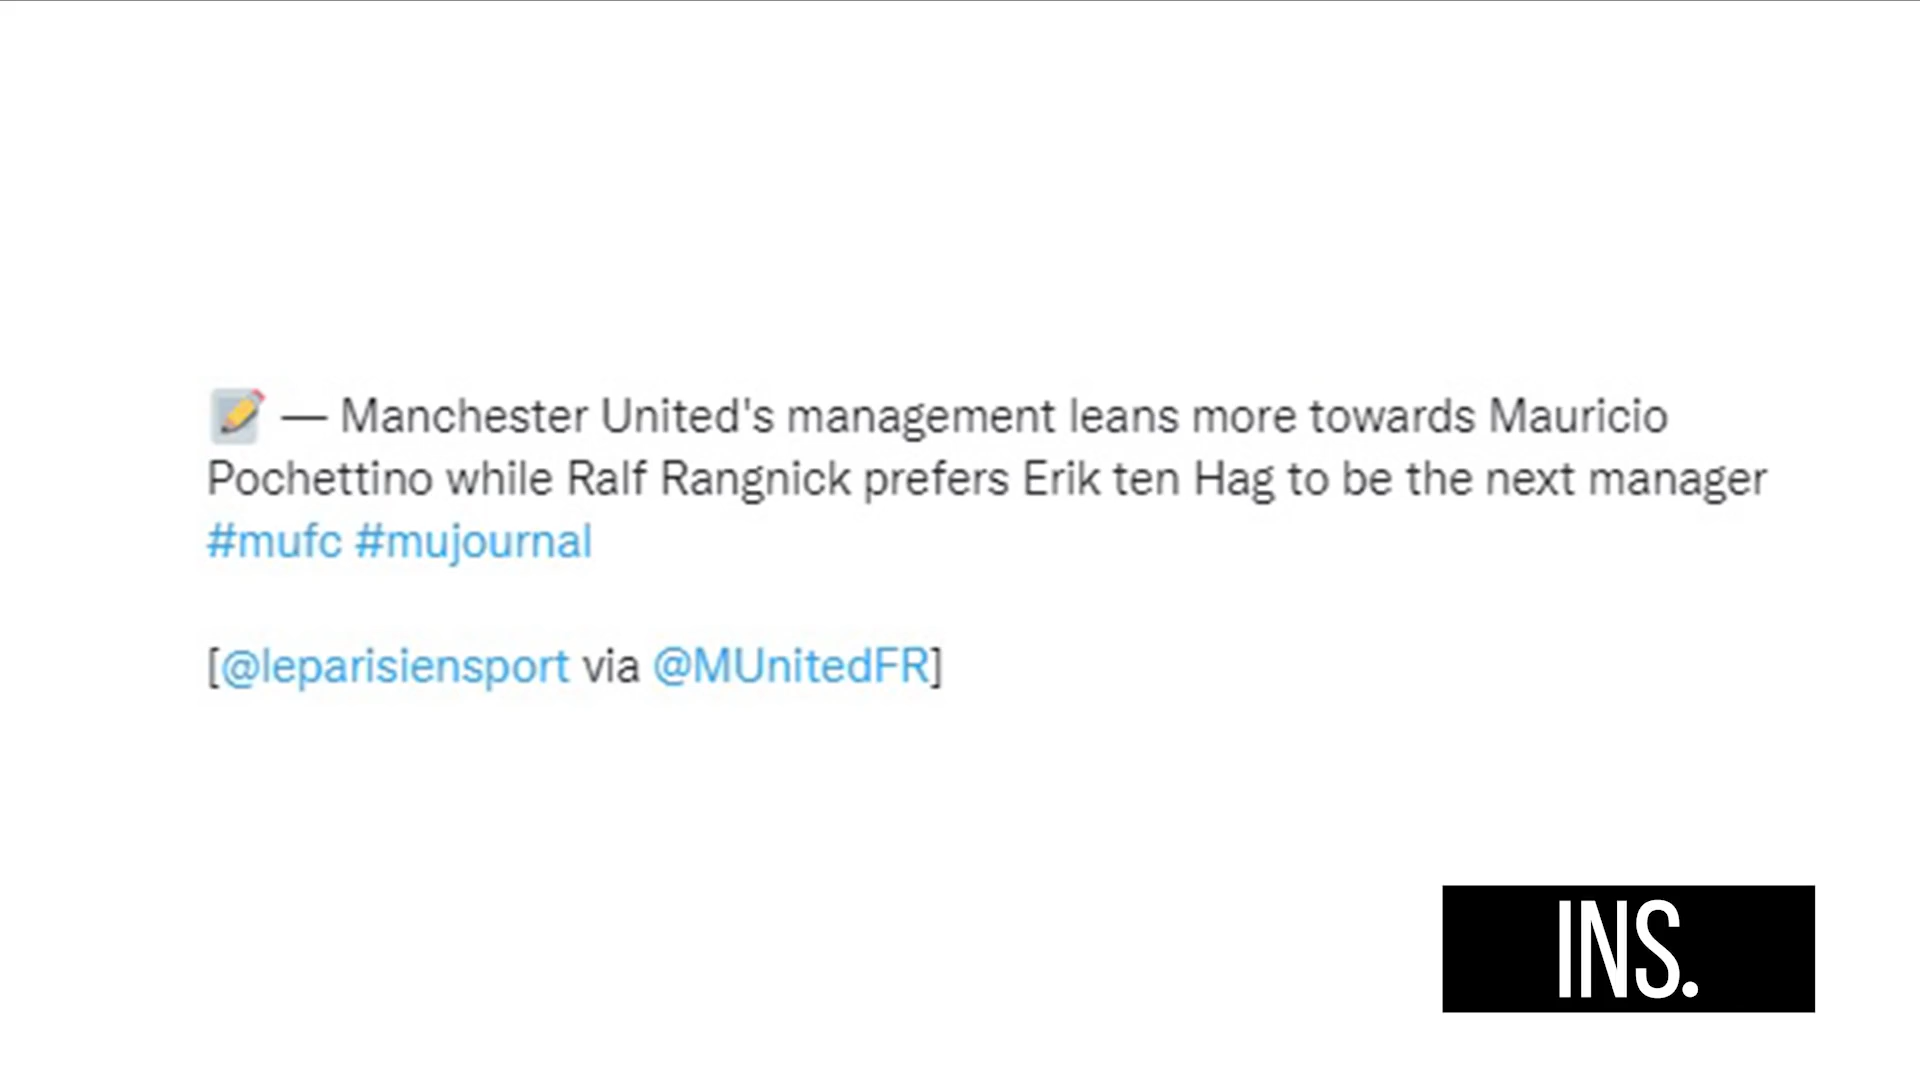 📝 — Manchester United's management leans more towards Mauricio
Pochettino while Ralf Rangnick prefers Erik ten Hag to be the next manager
#mufc #mujournal
[@leparisiensport via @MUnitedFR]
INS.